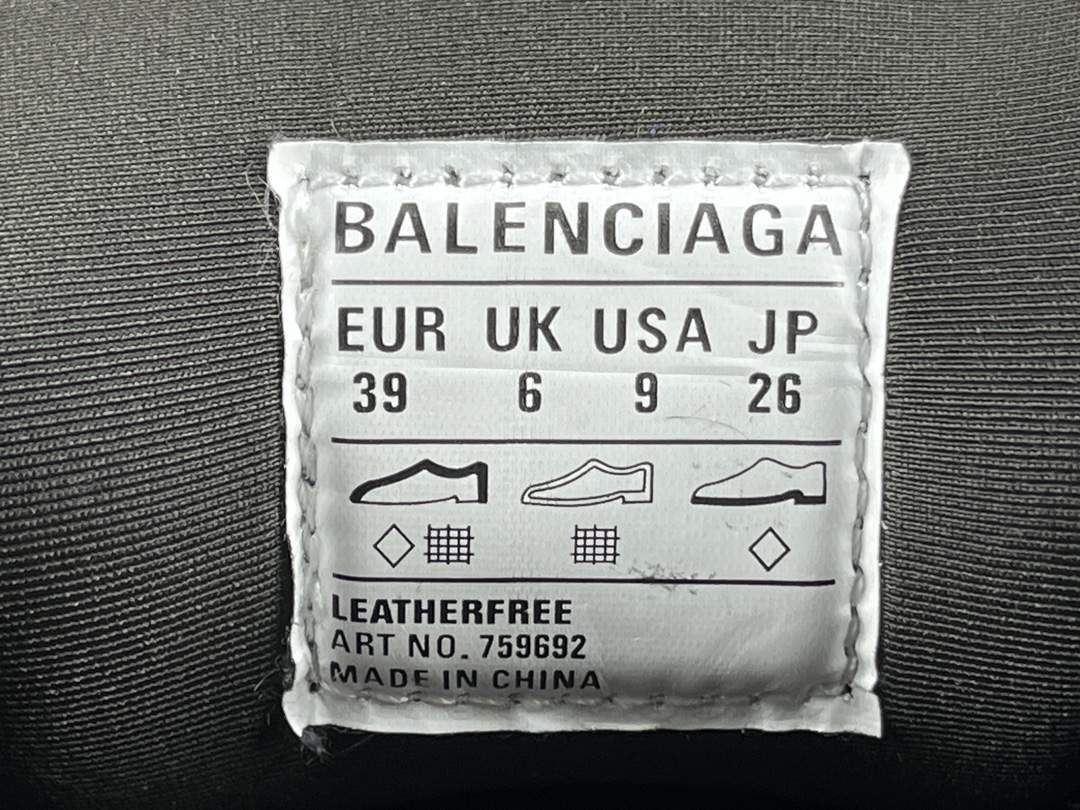 BALENCIAGA
EUR UK USA JP
39 6 9 26
LEATHERFREE
ART NO. 759692
MADE IN CHINA